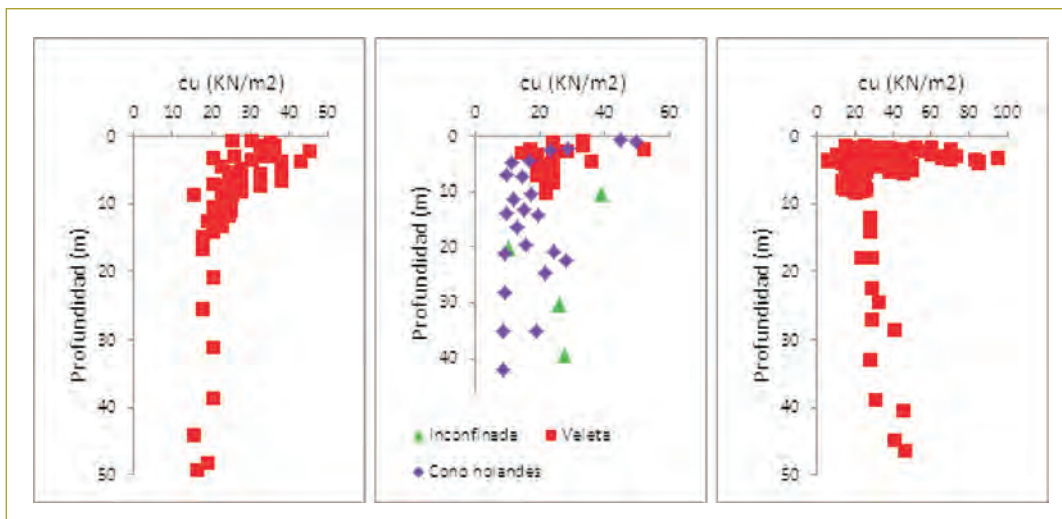 cu (KN/m2)
0 10 20 30 40 50
0
10
20
30
40
50
Profundidad (m)
cu (KN/m2)
0 20 40 60
0
10
20
30
40
Profundidad (m)
Inconfinada Veleta
Cono holandes
cu (KN/m2)
0 20 40 60 80 100
0
10
20
30
40
50
Profundidad (m)